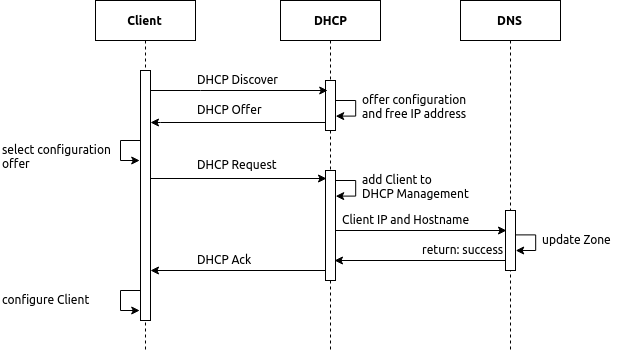 Client
DHCP
DNS
DHCP Discover
offer configuration
and free IP address
DHCP Offer
select configuration
offer
DHCP Request
add Client to
DHCP Management
Client IP and Hostname
update Zone
return: success
DHCP Ack
configure Client